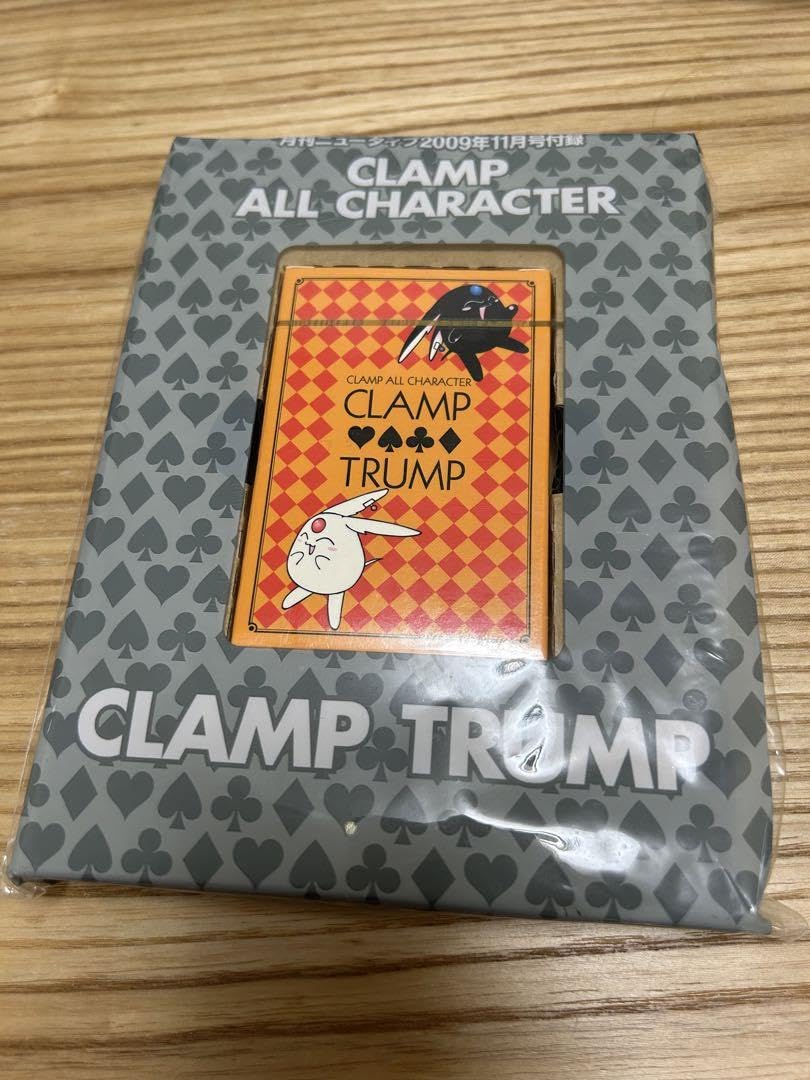 月刊ニュータイプ2009年11月号付録
CLAMP
ALL CHARACTER
CLAMP ALL CHARACTER
CLAMP
♥♠♣♦
TRUMP
CLAMP TRUMP